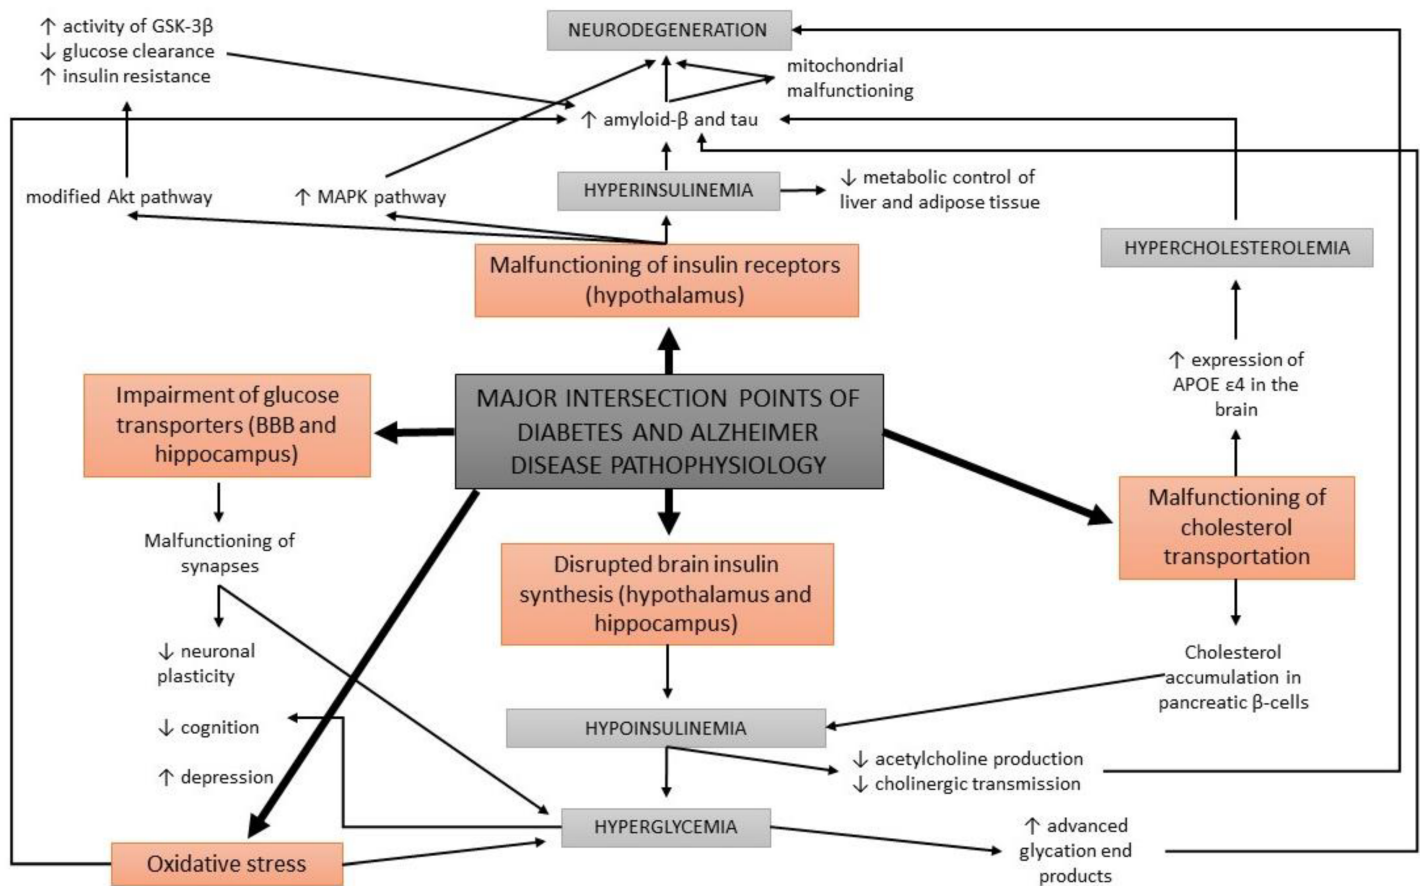 ↑ activity of GSK-3β
↓ glucose clearance
↑ insulin resistance
NEURODEGENERATION
mitochondrial
malfunctioning
↑ amyloid-β and tau
modified Akt pathway
↑ MAPK pathway
HYPERINSULINEMIA
↓ metabolic control of
liver and adipose tissue
HYPERCHOLESTEROLEMIA
Malfunctioning of insulin receptors
(hypothalamus)
↑ expression of
APOE ε4 in the
brain
Impairment of glucose
transporters (BBB and
hippocampus)
MAJOR INTERSECTION POINTS OF
DIABETES AND ALZHEIMER
DISEASE PATHOPHYSIOLOGY
Malfunctioning of
cholesterol
transportation
Malfunctioning of
synapses
Disrupted brain insulin
synthesis (hypothalamus and
hippocampus)
↓ neuronal
plasticity
↓ cognition
↑ depression
Cholesterol
accumulation in
pancreatic β-cells
HYPOINSULINEMIA
↓ acetylcholine production
↓ cholinergic transmission
HYPERGLYCEMIA
↑ advanced
glycation end
products
Oxidative stress